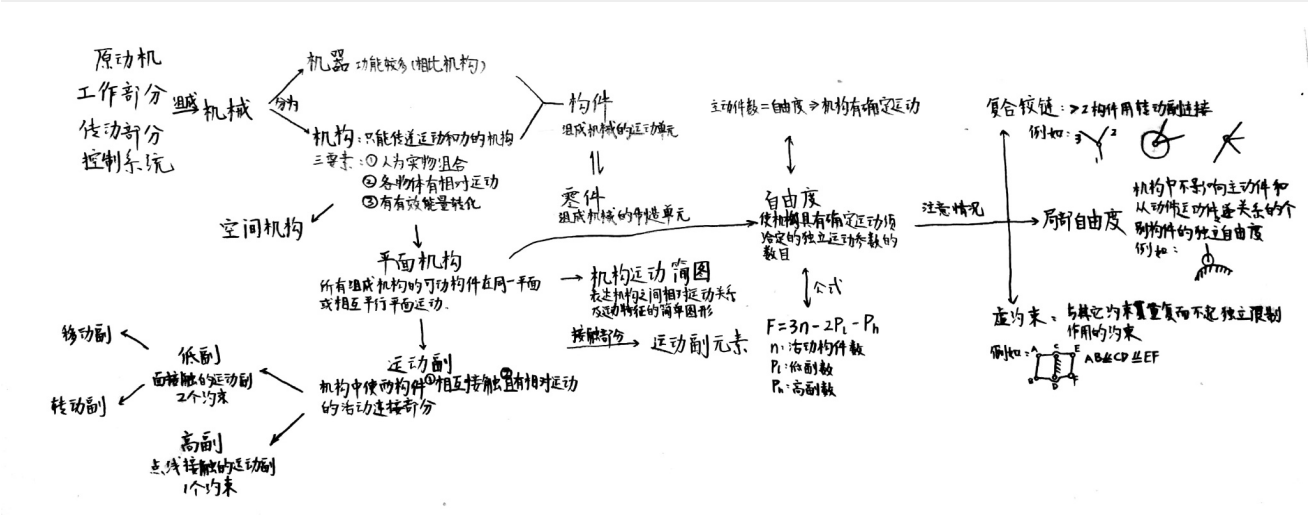 原动机
工作部分
传动部分
控制系统
组成
机械
分为
机器:功能较多(相比机构)
机构:只能传递运动和力的机构
三要素:①人为实物组合
②各物体有相对运动
③有有效能量转化
构件
组成机械的运动单元
零件
组成机械的制造单元
空间机构
平面机构
所有组成机构的可动构件在同一平面
或相互平行平面运动.
机构运动简图
表达机构之间相对运动关系
及运动特征的简单图形
运动副
机构中使两构件①相互接触②且有相对运动
的活动连接部分
接触部分
运动副元素
低副
面接触的运动副
2个约束
移动副
转动副
高副
点线接触的运动副
1个约束
主动件数=自由度⇒机构有确定运动
自由度
使机构具有确定运动须
给定的独立运动参数的
数目
公式
F=3n-2PL-Ph
n:活动构件数
PL:低副数
Ph:高副数
注意情况
复合铰链:>2构件用转动副连接
例如:
3 2
1
局部自由度
机构中不影响主动件和
从动件运动传递关系的个
别构件的独立自由度
例如:
虚约束:与其它约束重复而不起独立限制
作用的约束
例如:
A C E
B D F
AB⫫CD⫫EF